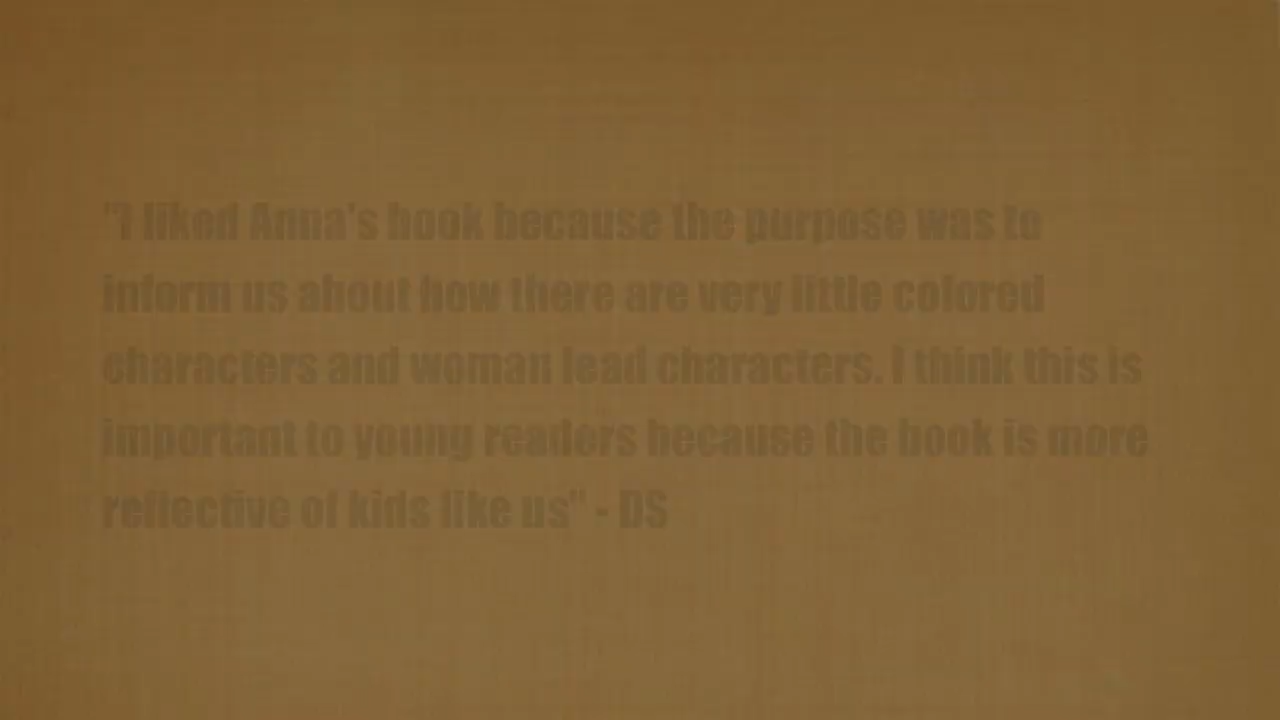 "I liked Anna's book because the purpose was to
inform us about how there are very little colored
characters and woman lead characters. I think this is
important to young readers because the book is more
reflective of kids like us" - DS